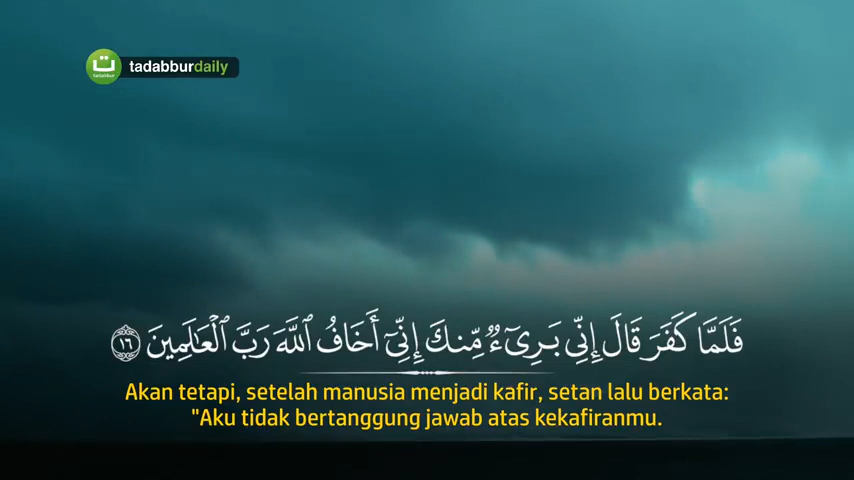 ت
tadabbur
tadabburdaily
فَلَمَّا كَفَرَ قَالَ إِنِّي بَرِيٓءٌ مِّنكَ إِنِّيٓ أَخَافُ ٱللَّهَ رَبَّ ٱلْعَٰلَمِينَ ١٦
Akan tetapi, setelah manusia menjadi kafir, setan lalu berkata:
"Aku tidak bertanggung jawab atas kekafiranmu.